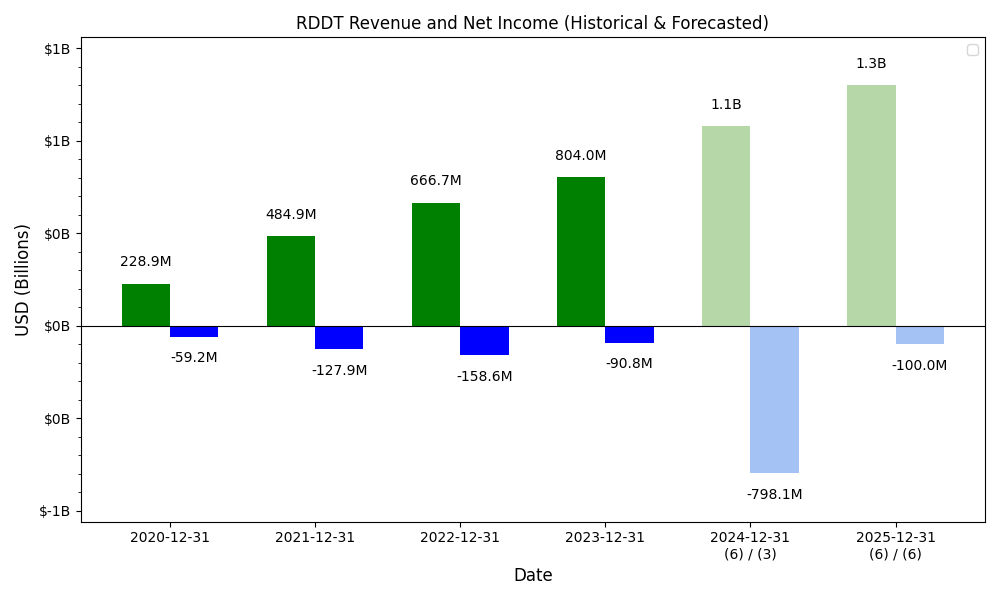 RDDT Revenue and Net Income (Historical & Forecasted)
USD (Billions)
$1B
$1B
$0B
$0B
$0B
$-1B
228.9M
484.9M
666.7M
804.0M
1.1B
1.3B
-59.2M
-127.9M
-158.6M
-90.8M
-798.1M
-100.0M
2020-12-31
2021-12-31
2022-12-31
2023-12-31
2024-12-31
(6) / (3)
2025-12-31
(6) / (6)
Date